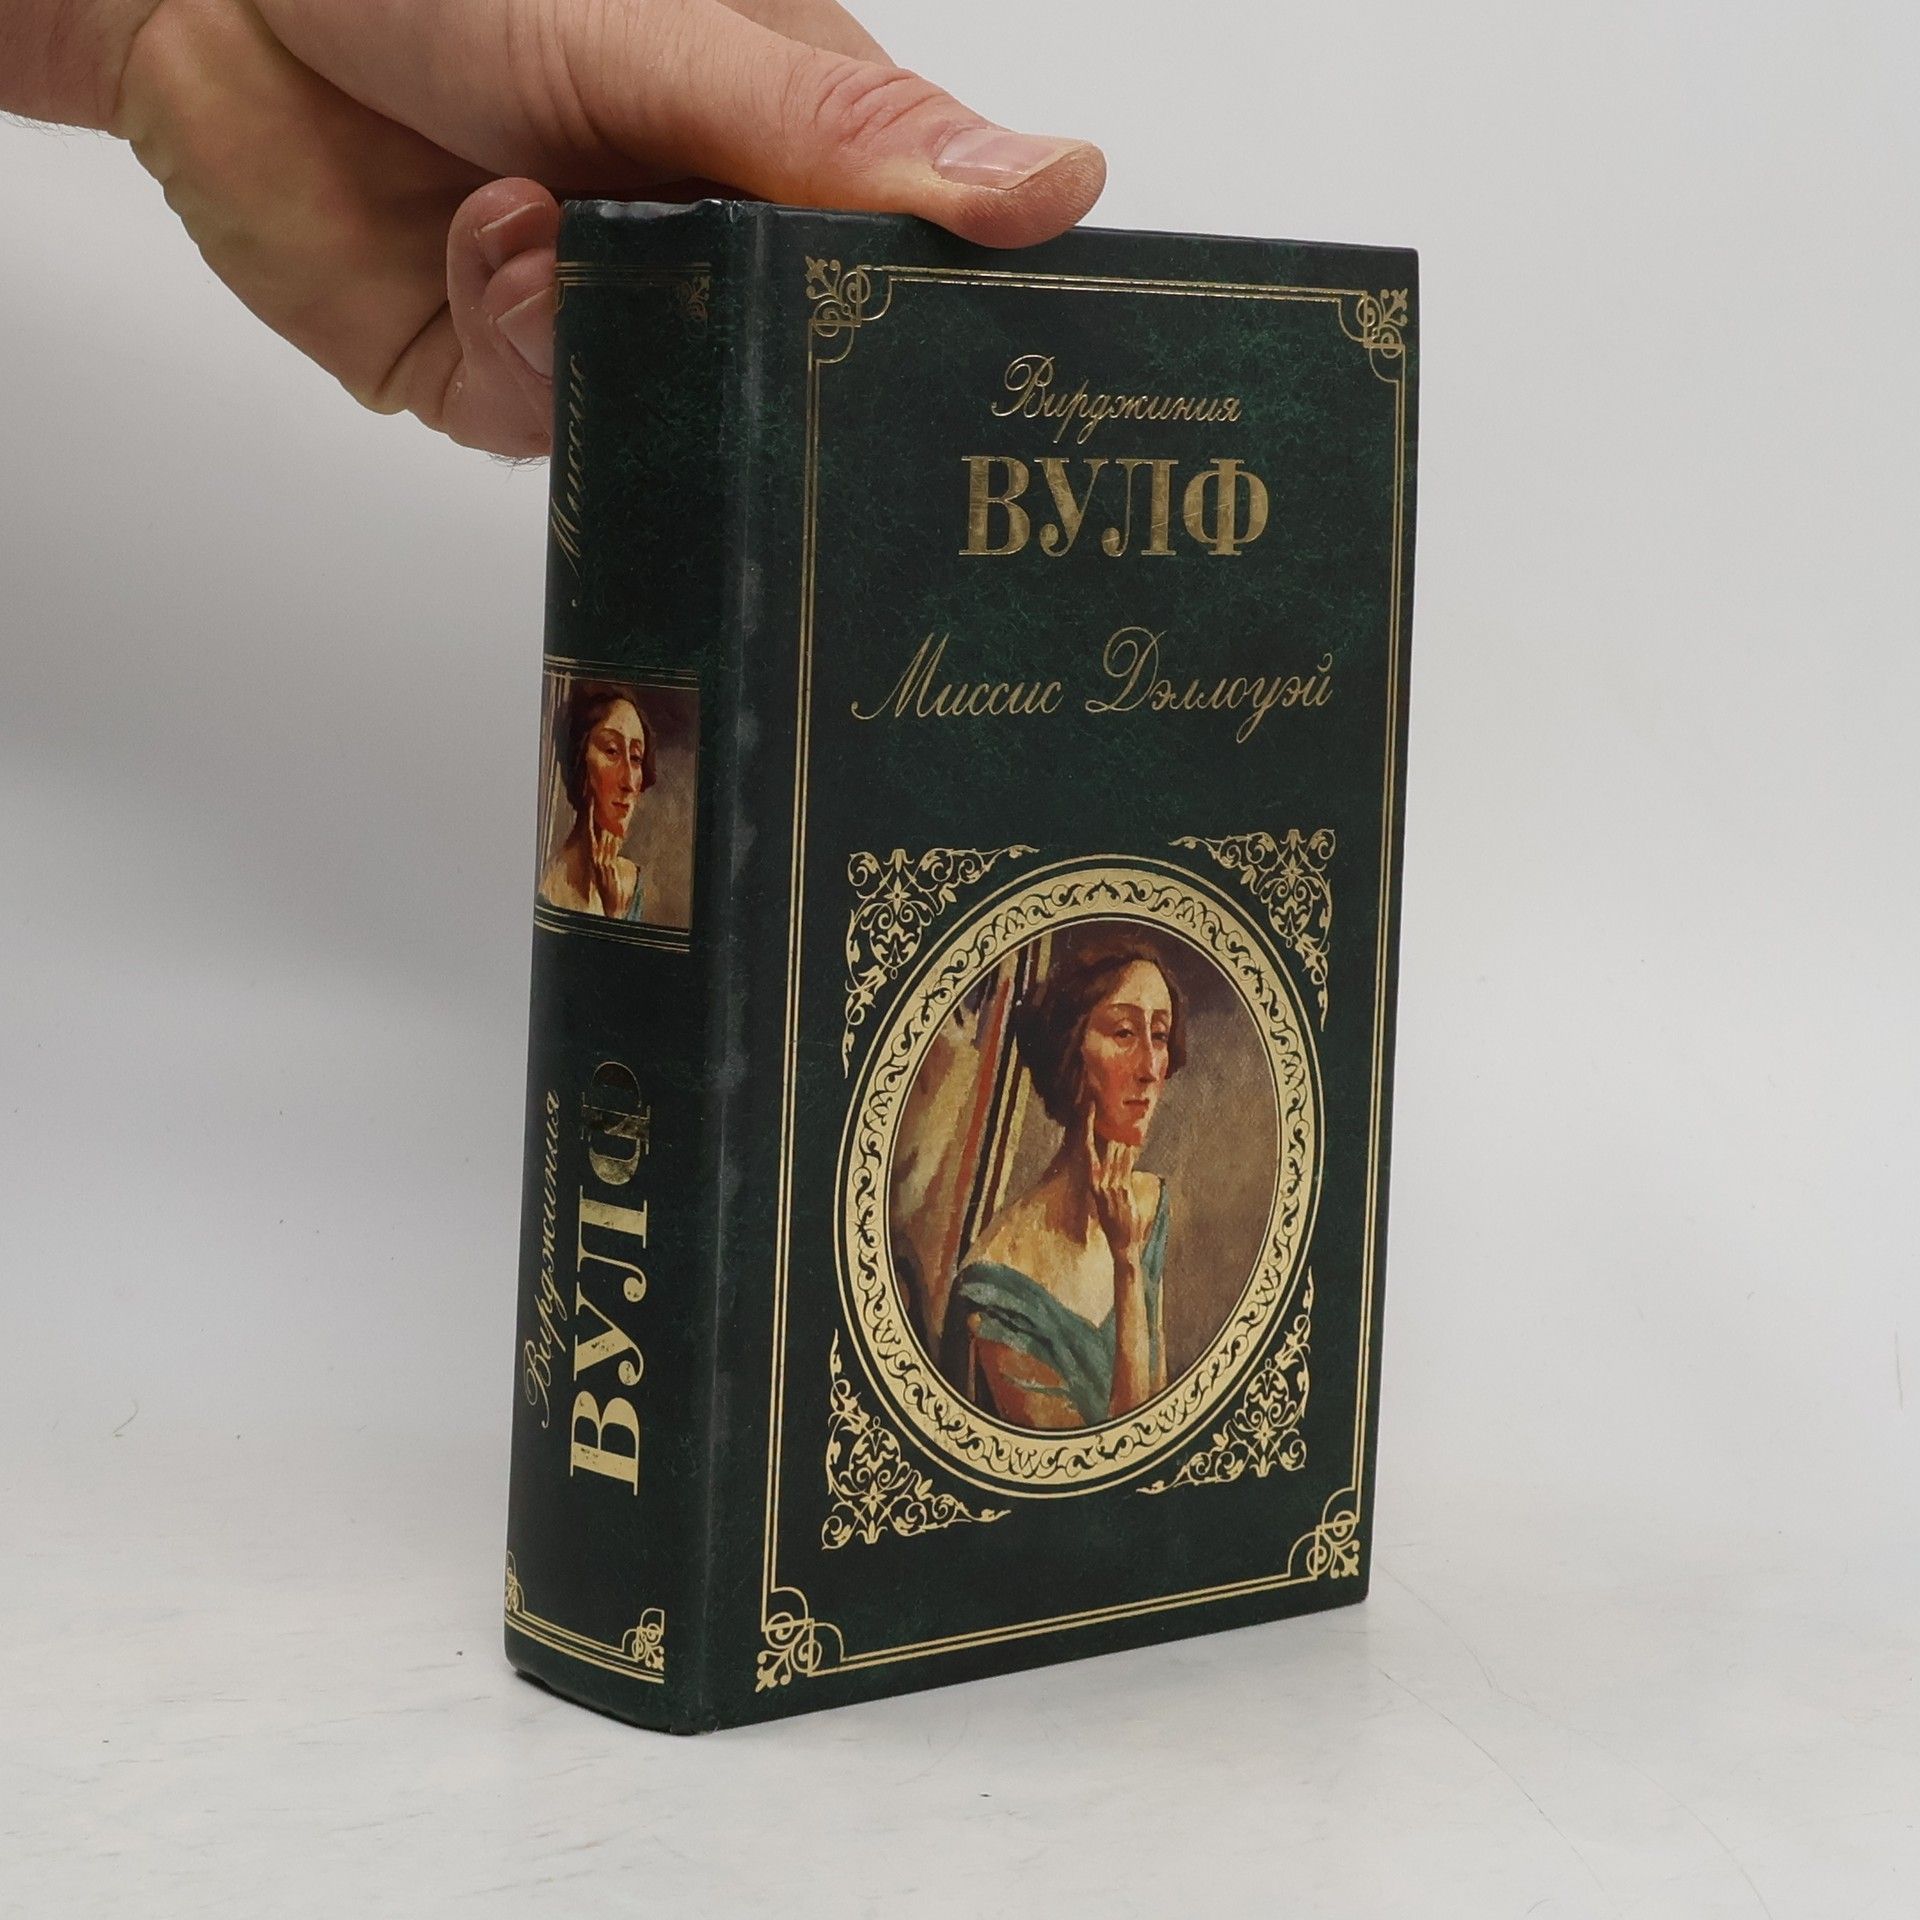 Вирджиния
ВУЛФ
Миссис Дэллоуэй
Миссис
Вирджиния
ВУЛФ